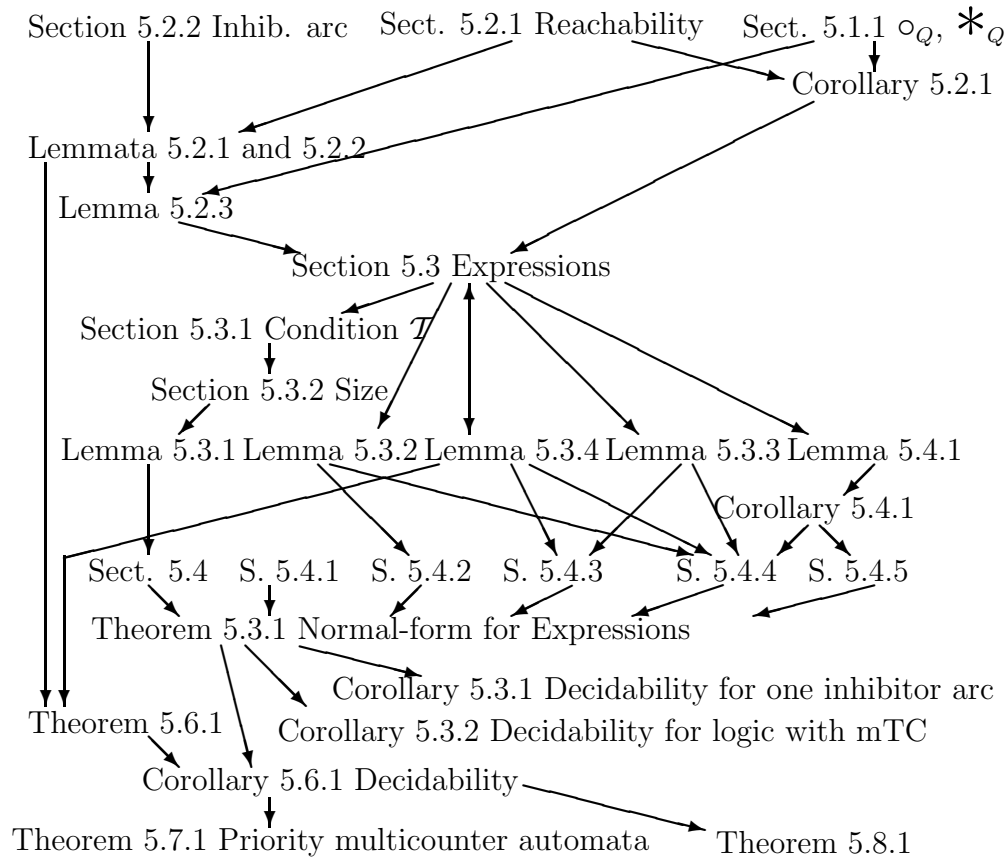 Section 5.2.2 Inhib. arc
Sect. 5.2.1 Reachability
Sect. 5.1.1 ∘_Q, ∗_Q
Corollary 5.2.1
Lemmata 5.2.1 and 5.2.2
Lemma 5.2.3
Section 5.3 Expressions
Section 5.3.1 Condition 𝒯
Section 5.3.2 Size
Lemma 5.3.1 Lemma 5.3.2 Lemma 5.3.4 Lemma 5.3.3 Lemma 5.4.1
Corollary 5.4.1
Sect. 5.4 S. 5.4.1 S. 5.4.2 S. 5.4.3 S. 5.4.4 S. 5.4.5
Theorem 5.3.1 Normal-form for Expressions
Corollary 5.3.1 Decidability for one inhibitor arc
Theorem 5.6.1
Corollary 5.3.2 Decidability for logic with mTC
Corollary 5.6.1 Decidability
Theorem 5.7.1 Priority multicounter automata
Theorem 5.8.1